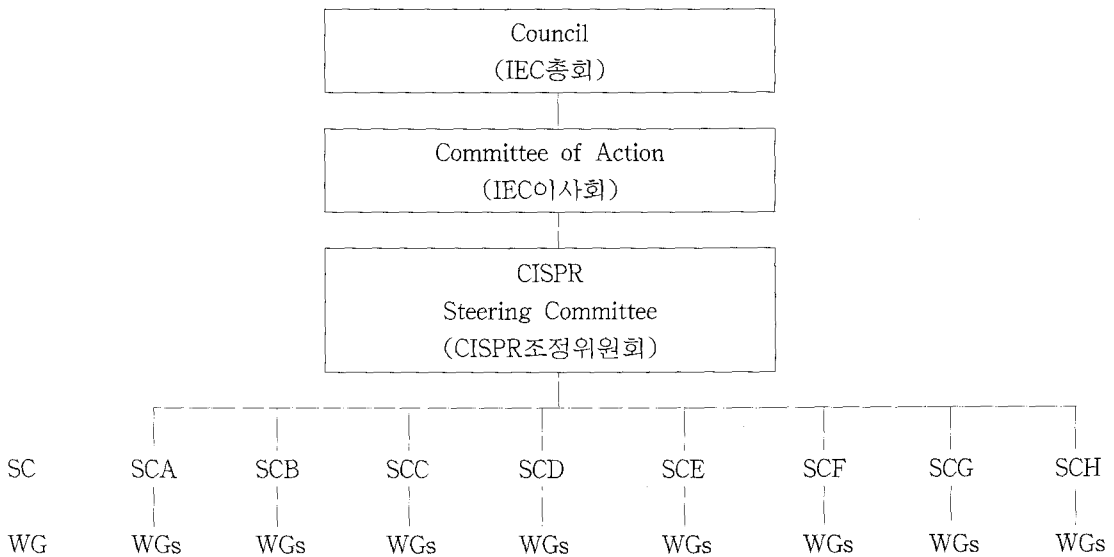 Council
(IEC총회)
Committee of Action
(IEC이사회)
CISPR
Steering Committee
(CISPR조정위원회)
SC SCA SCB SCC SCD SCE SCF SCG SCH
WG WGs WGs WGs WGs WGs WGs WGs WGs